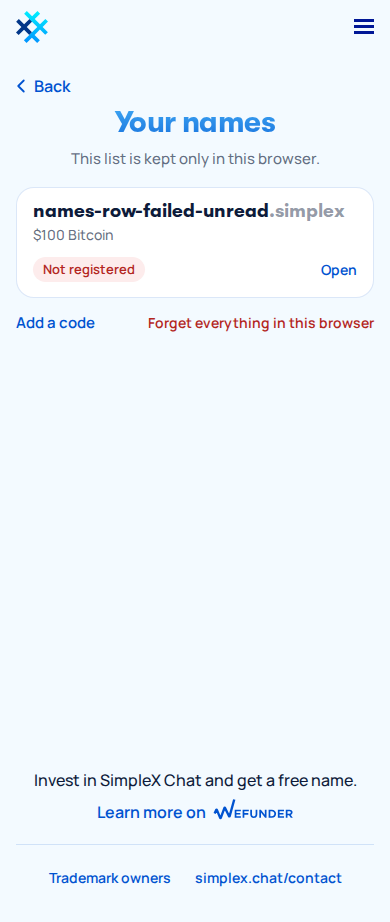 Back
Your names
This list is kept only in this browser.
names-row-failed-unread.simplex
$100 Bitcoin
Not registered
Open
Add a code
Forget everything in this browser
Invest in SimpleX Chat and get a free name.
Learn more on WEFUNDER
Trademark owners
simplex.chat/contact